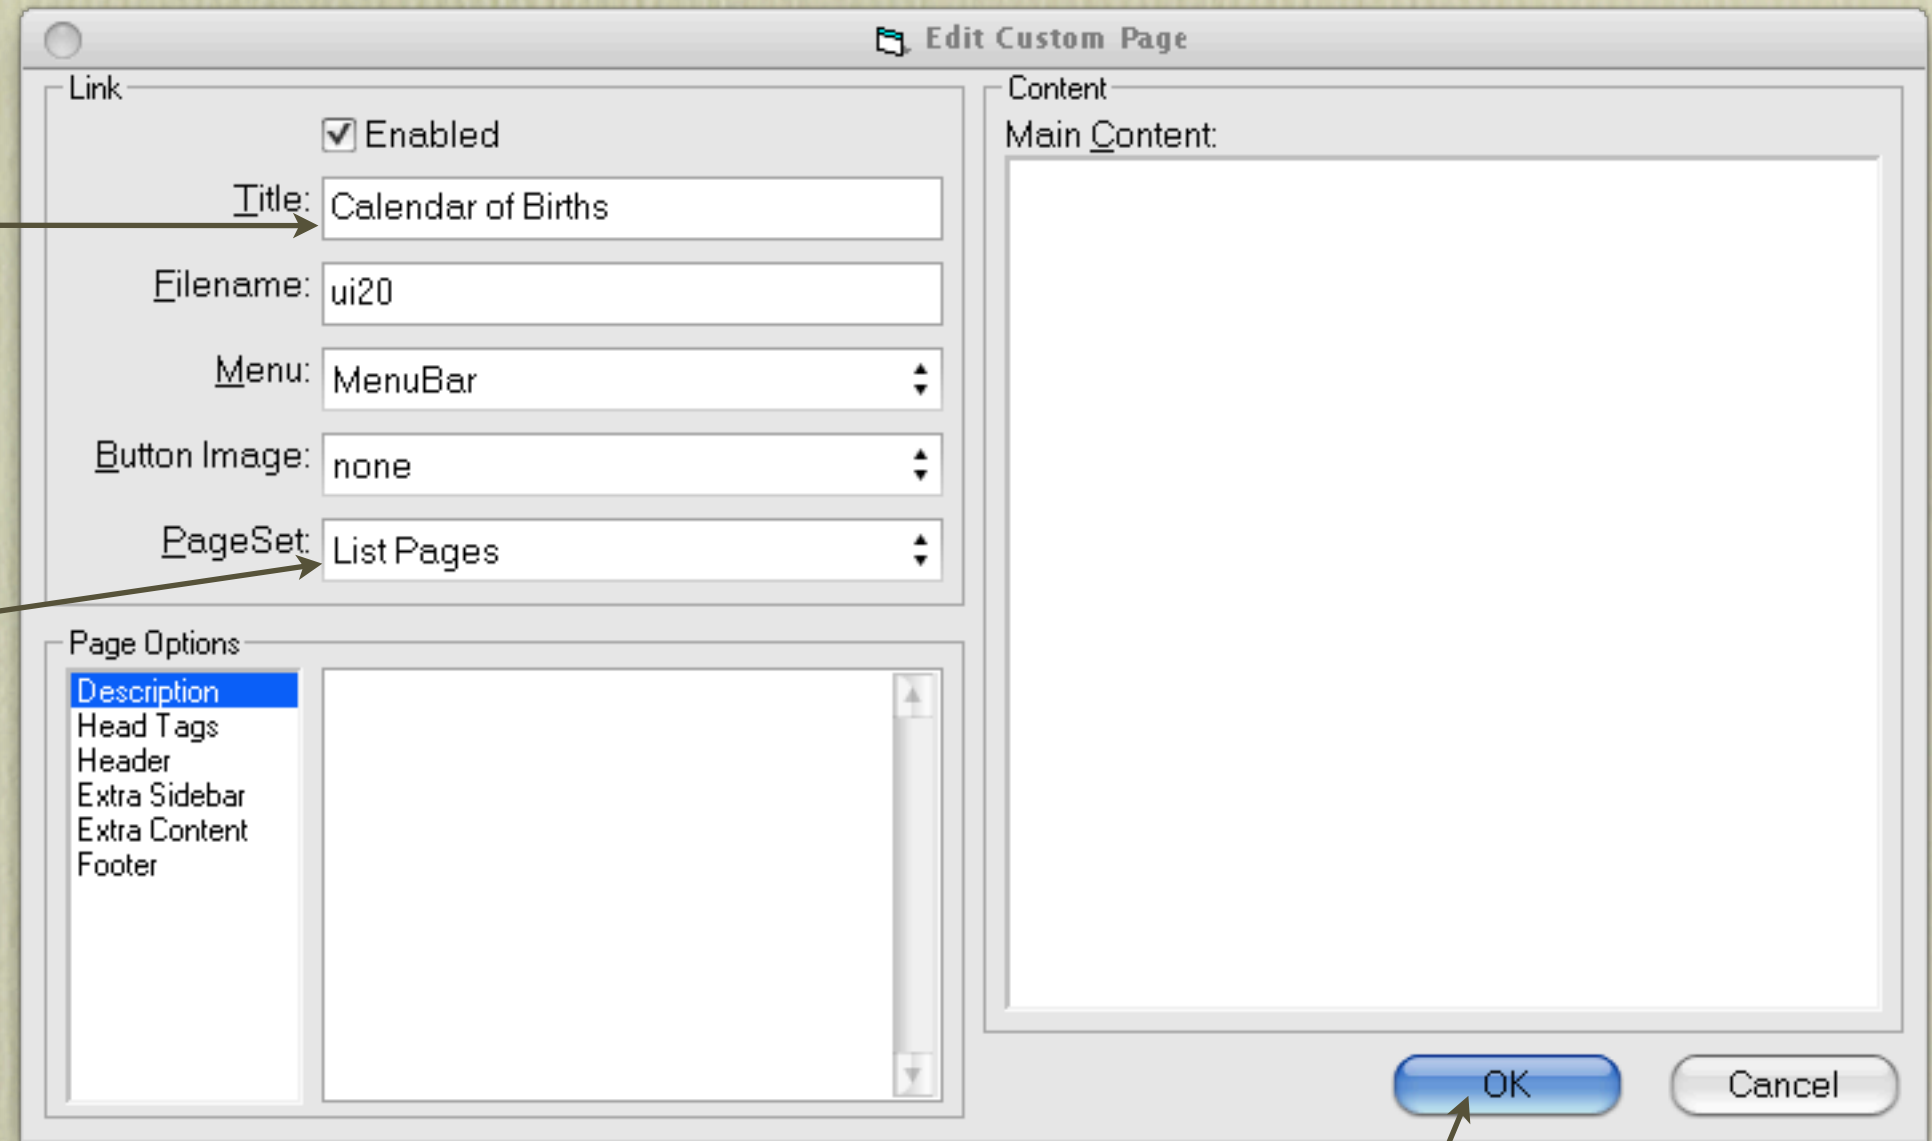 Edit Custom Page
Link
Enabled
Title: Calendar of Births
Filename: ui20
Menu: MenuBar
Button Image: none
PageSet: List Pages
Page Options
Description
Head Tags
Header
Extra Sidebar
Extra Content
Footer
Content
Main Content:
OK
Cancel